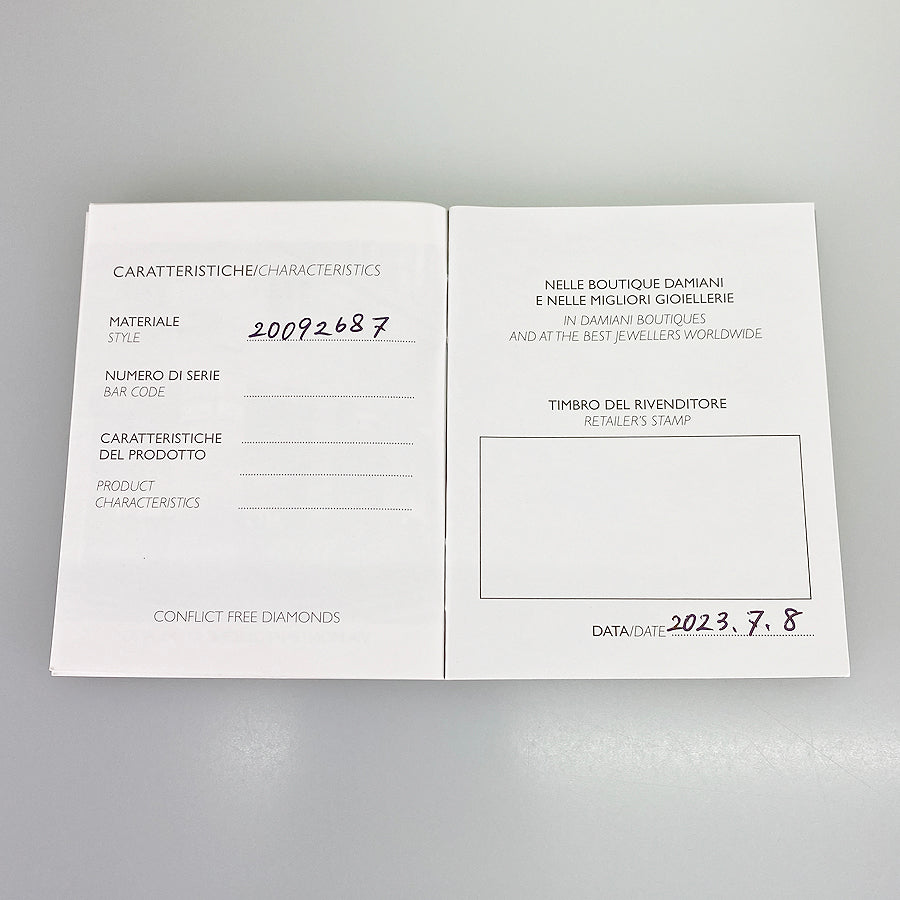 CARATTERISTICHE/CHARACTERISTICS
MATERIALE 20092687
STYLE
NUMERO DI SERIE
BAR CODE
CARATTERISTICHE
DEL PRODOTTO
PRODUCT
CHARACTERISTICS
CONFLICT FREE DIAMONDS
NELLE BOUTIQUE DAMIANI
E NELLE MIGLIORI GIOIELLERIE
IN DAMIANI BOUTIQUES
AND AT THE BEST JEWELLERS WORLDWIDE
TIMBRO DEL RIVENDITORE
RETAILER'S STAMP
DATA/DATE 2023.7.8